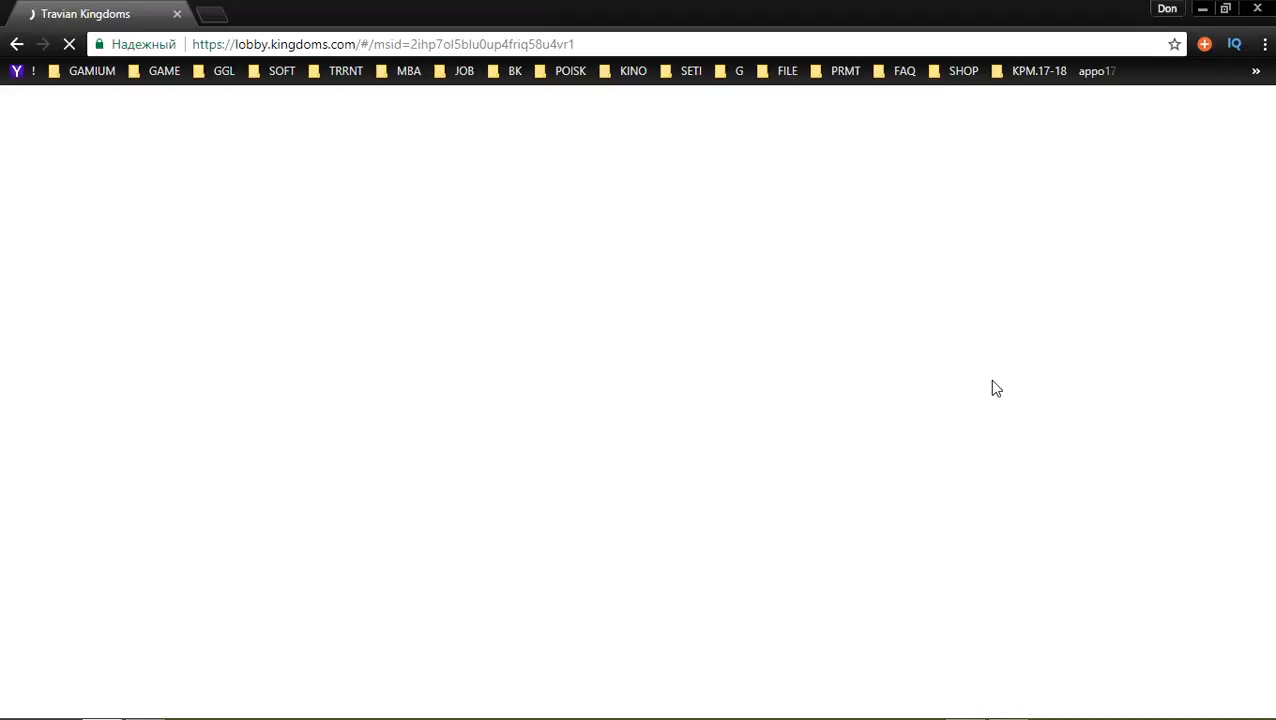 Travian Kingdoms
Don
Надежный https://lobby.kingdoms.com/#/msid=2ihp7ol5blu0up4friq58u4vr1
IQ
Y ! GAMIUM GAME GGL SOFT TRRNT MBA JOB BK POISK KINO SETI G FILE PRMT FAQ SHOP KPM.17-18 appo17